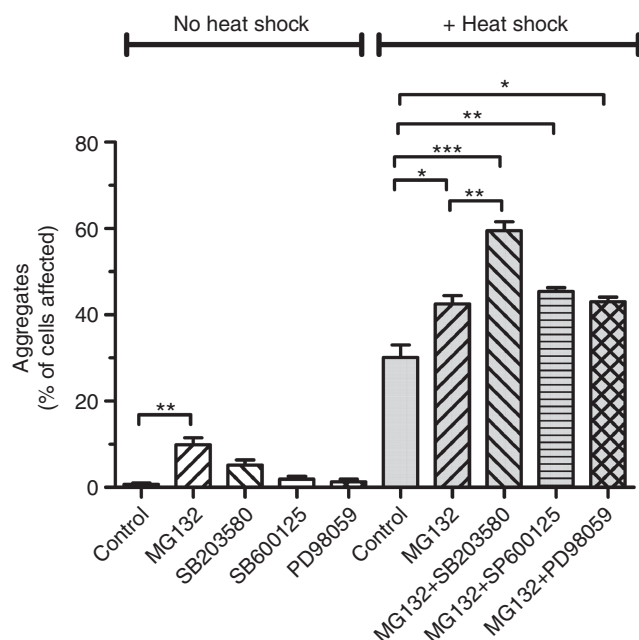 No heat shock
+ Heat shock
*
**
***
*
**
**
80
60
40
20
0
Aggregates
(% of cells affected)
Control
MG132
SB203580
SB600125
PD98059
Control
MG132
MG132+SB203580
MG132+SP600125
MG132+PD98059